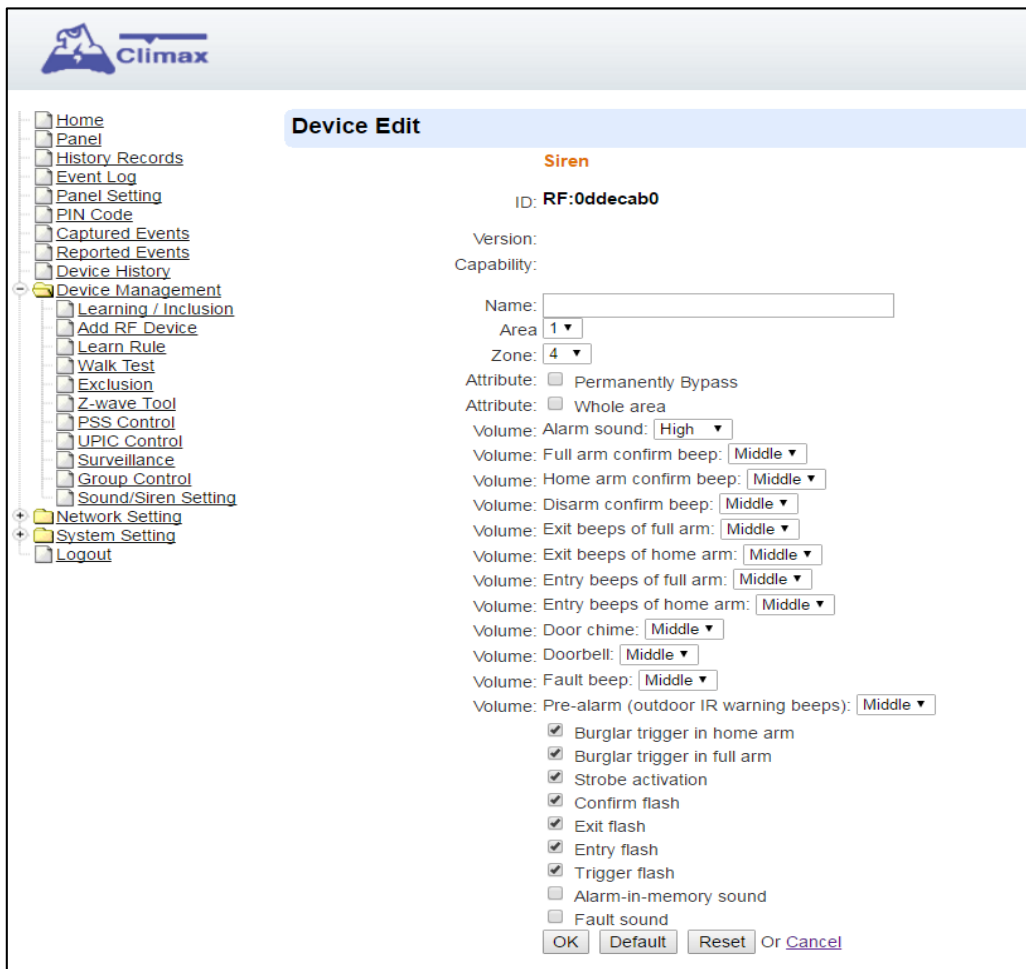 Climax
Home
Panel
History Records
Event Log
Panel Setting
PIN Code
Captured Events
Reported Events
Device History
Device Management
Learning / Inclusion
Add RF Device
Learn Rule
Walk Test
Exclusion
Z-wave Tool
PSS Control
UPIC Control
Surveillance
Group Control
Sound/Siren Setting
Network Setting
System Setting
Logout
Device Edit
Siren
ID: RF:0ddecab0
Version:
Capability:
Name:
Area 1
Zone: 4
Attribute: Permanently Bypass
Attribute: Whole area
Volume: Alarm sound: High
Volume: Full arm confirm beep: Middle
Volume: Home arm confirm beep: Middle
Volume: Disarm confirm beep: Middle
Volume: Exit beeps of full arm: Middle
Volume: Exit beeps of home arm: Middle
Volume: Entry beeps of full arm: Middle
Volume: Entry beeps of home arm: Middle
Volume: Door chime: Middle
Volume: Doorbell: Middle
Volume: Fault beep: Middle
Volume: Pre-alarm (outdoor IR warning beeps): Middle
Burglar trigger in home arm
Burglar trigger in full arm
Strobe activation
Confirm flash
Exit flash
Entry flash
Trigger flash
Alarm-in-memory sound
Fault sound
OK Default Reset Or Cancel